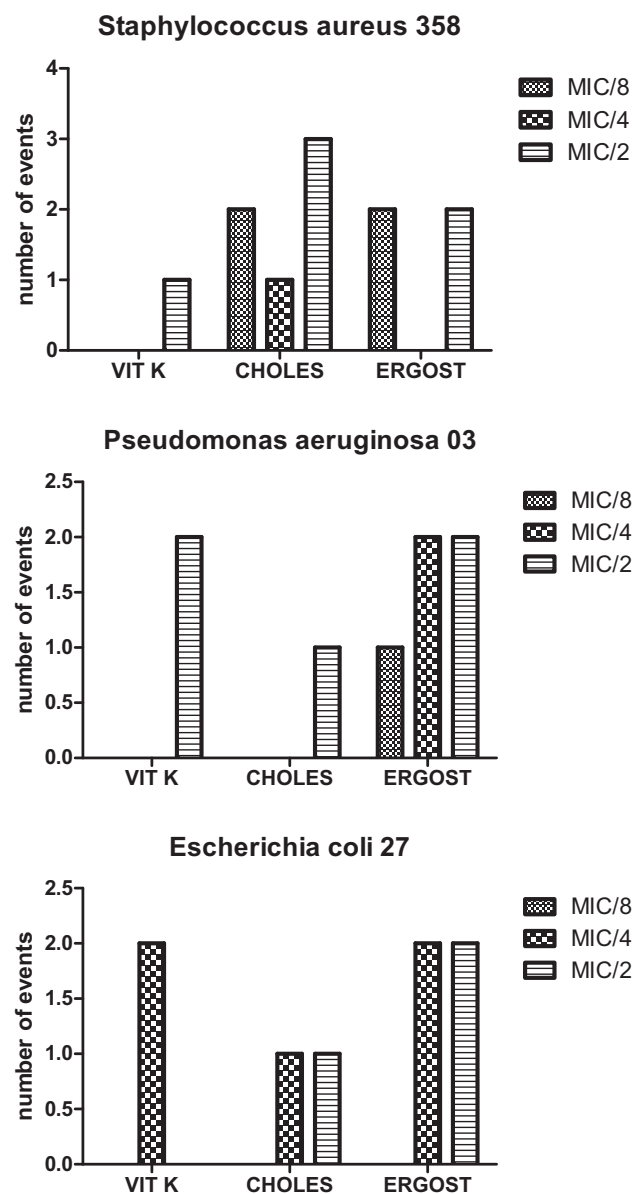 Staphylococcus aureus 358
4
3
2
1
0
number of events
VIT K CHOLES ERGOST
MIC/8
MIC/4
MIC/2
Pseudomonas aeruginosa 03
2.5
2.0
1.5
1.0
0.5
0.0
number of events
VIT K CHOLES ERGOST
MIC/8
MIC/4
MIC/2
Escherichia coli 27
2.5
2.0
1.5
1.0
0.5
0.0
number of events
VIT K CHOLES ERGOST
MIC/8
MIC/4
MIC/2